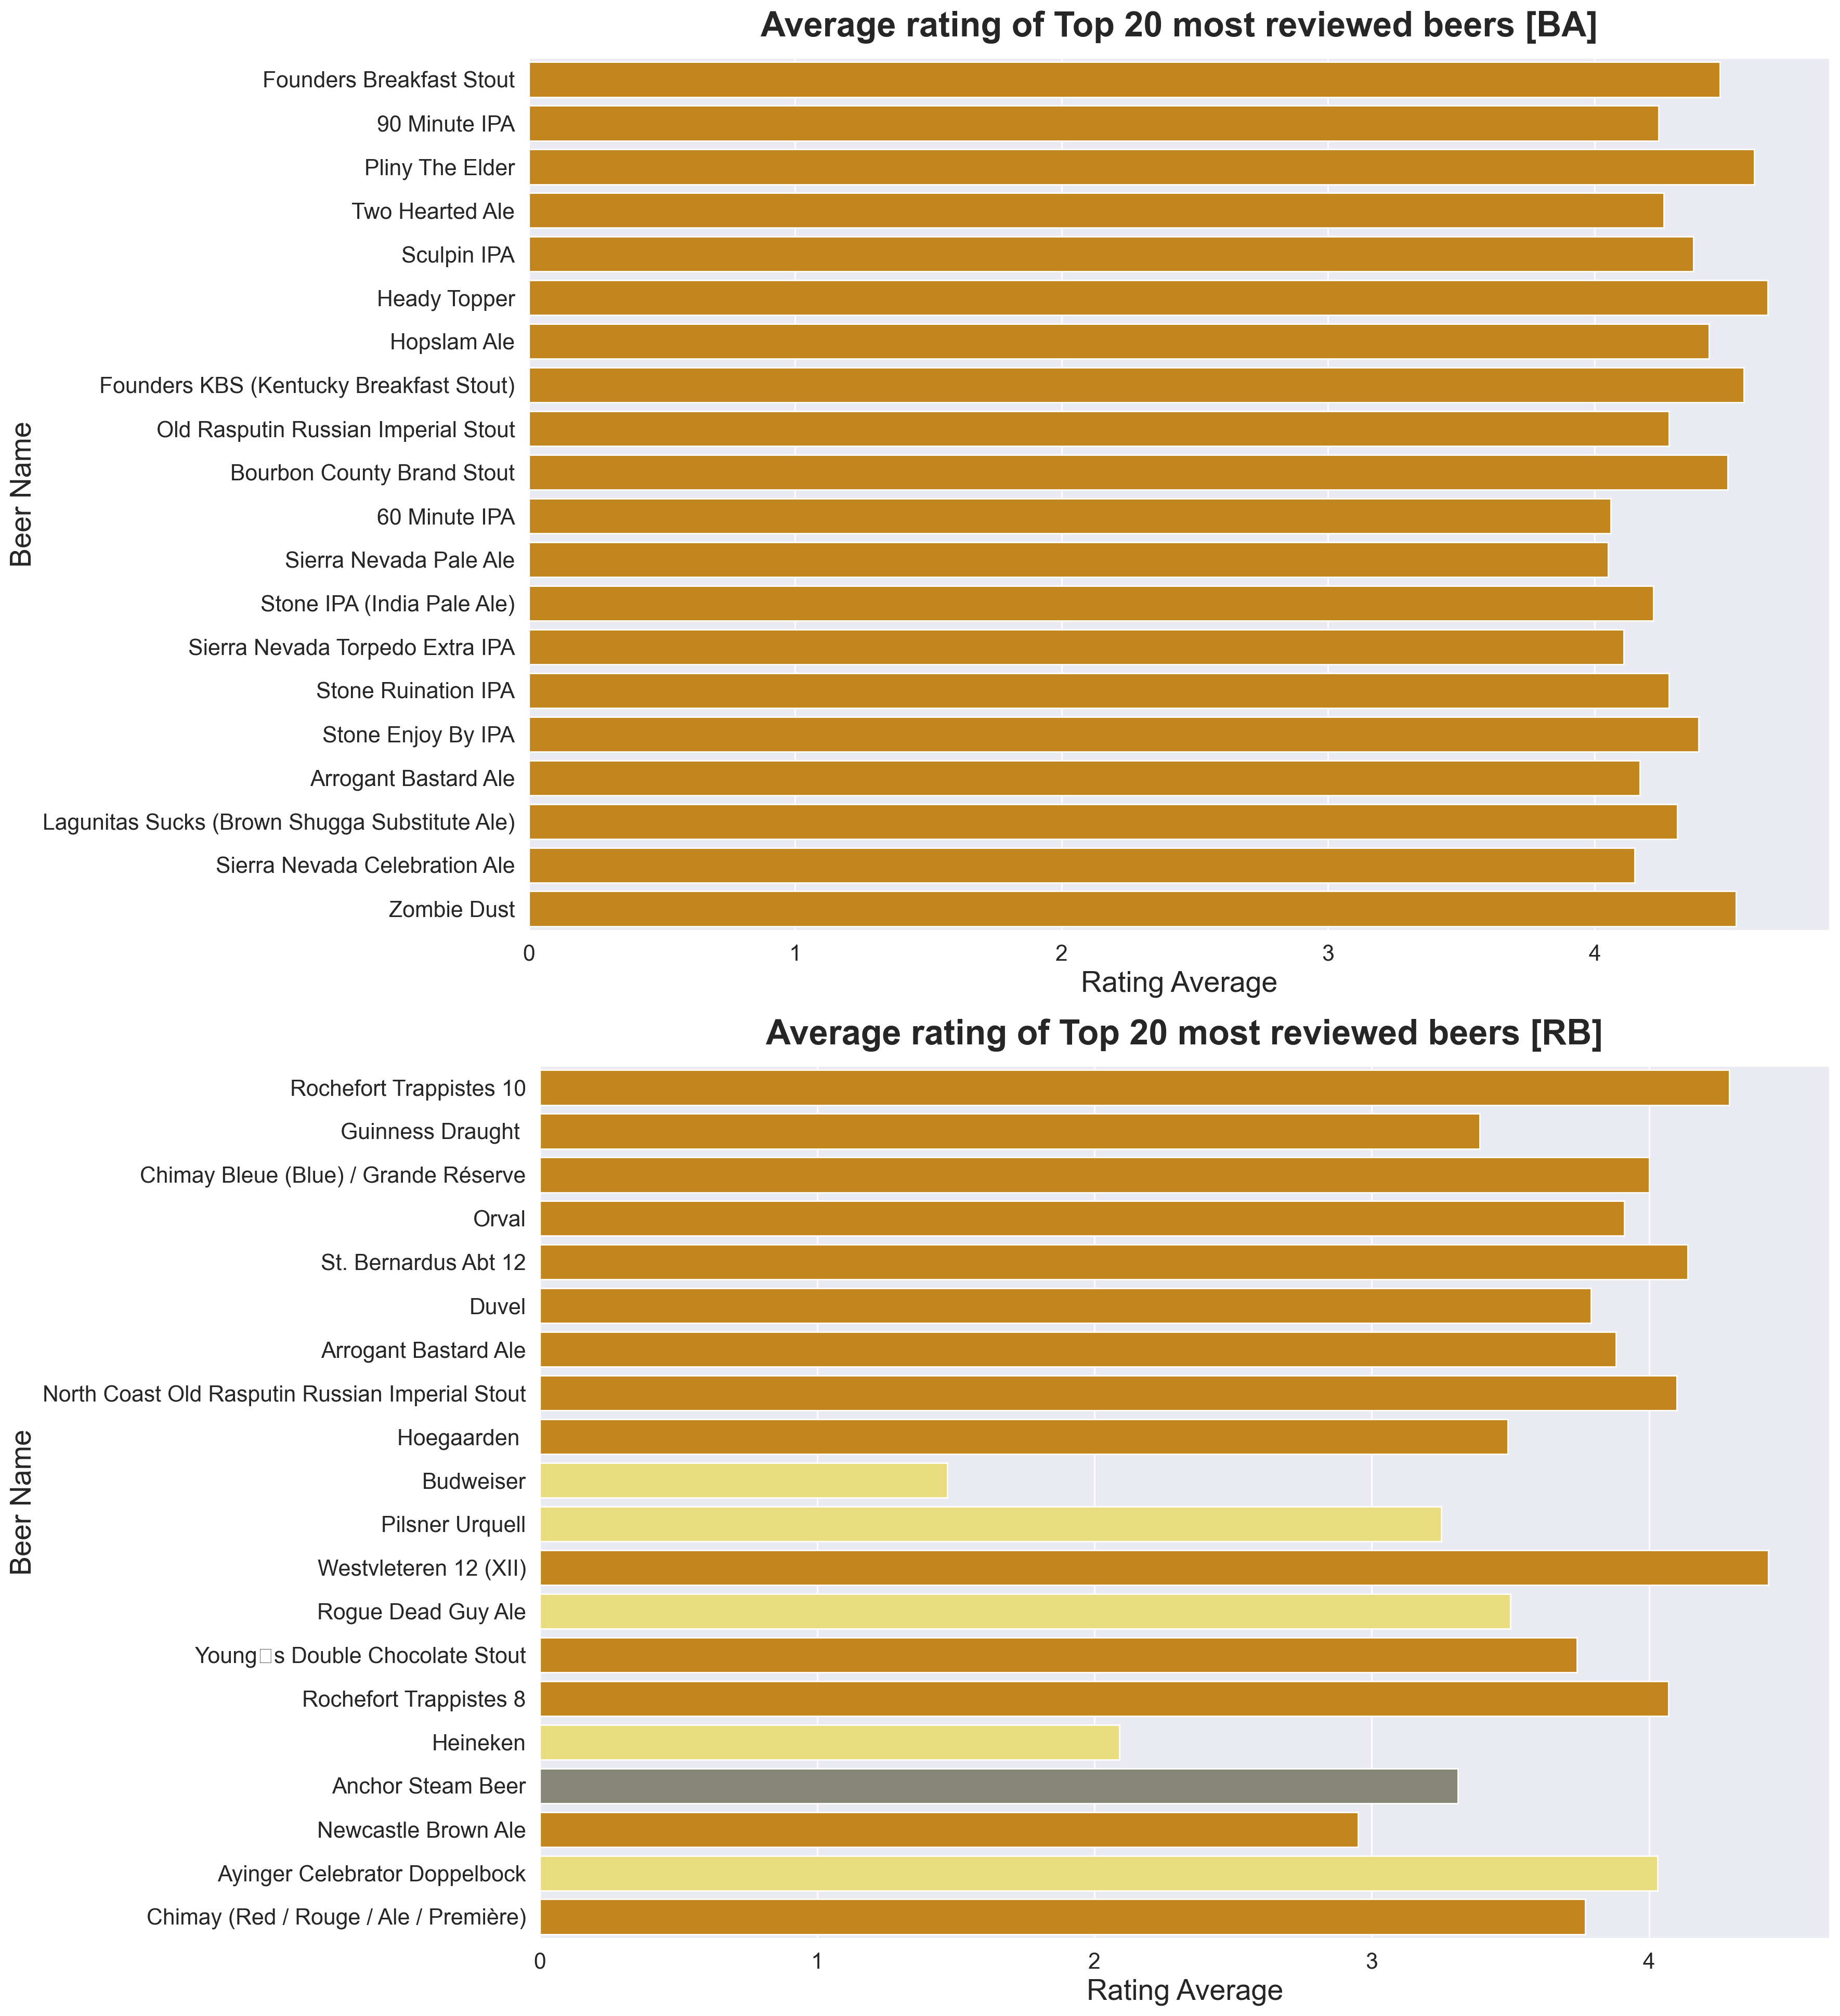 Average rating of Top 20 most reviewed beers [BA]
Beer Name
Founders Breakfast Stout
90 Minute IPA
Pliny The Elder
Two Hearted Ale
Sculpin IPA
Heady Topper
Hopslam Ale
Founders KBS (Kentucky Breakfast Stout)
Old Rasputin Russian Imperial Stout
Bourbon County Brand Stout
60 Minute IPA
Sierra Nevada Pale Ale
Stone IPA (India Pale Ale)
Sierra Nevada Torpedo Extra IPA
Stone Ruination IPA
Stone Enjoy By IPA
Arrogant Bastard Ale
Lagunitas Sucks (Brown Shugga Substitute Ale)
Sierra Nevada Celebration Ale
Zombie Dust
0 1 2 3 4
Rating Average
Average rating of Top 20 most reviewed beers [RB]
Beer Name
Rochefort Trappistes 10
Guinness Draught
Chimay Bleue (Blue) / Grande Réserve
Orval
St. Bernardus Abt 12
Duvel
Arrogant Bastard Ale
North Coast Old Rasputin Russian Imperial Stout
Hoegaarden
Budweiser
Pilsner Urquell
Westvleteren 12 (XII)
Rogue Dead Guy Ale
Young□s Double Chocolate Stout
Rochefort Trappistes 8
Heineken
Anchor Steam Beer
Newcastle Brown Ale
Ayinger Celebrator Doppelbock
Chimay (Red / Rouge / Ale / Première)
0 1 2 3 4
Rating Average